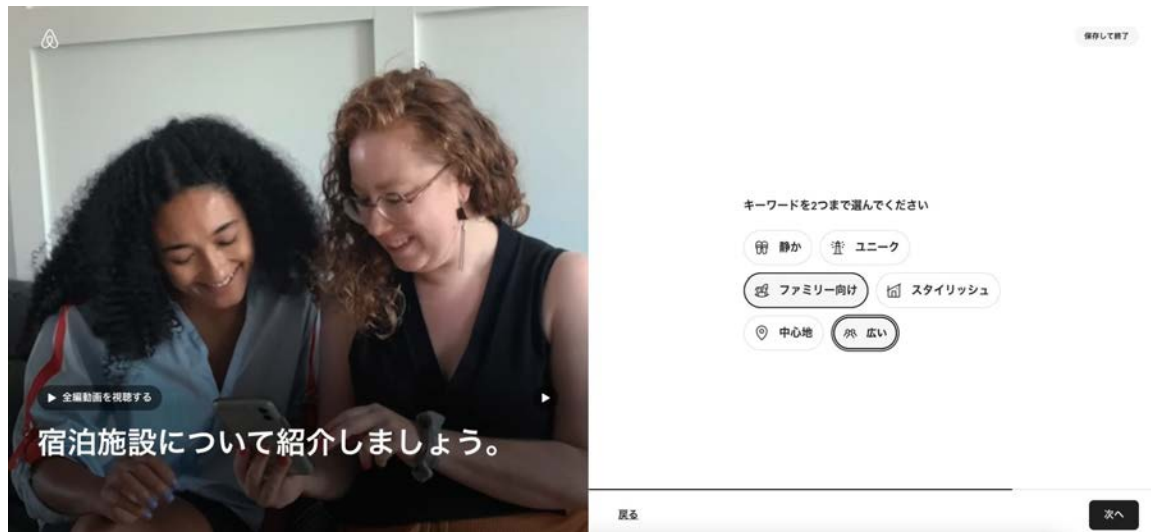 全編動画を視聴する
宿泊施設について紹介しましょう。
保存して終了
キーワードを2つまで選んでください
静か
ユニーク
ファミリー向け
スタイリッシュ
中心地
広い
戻る
次へ